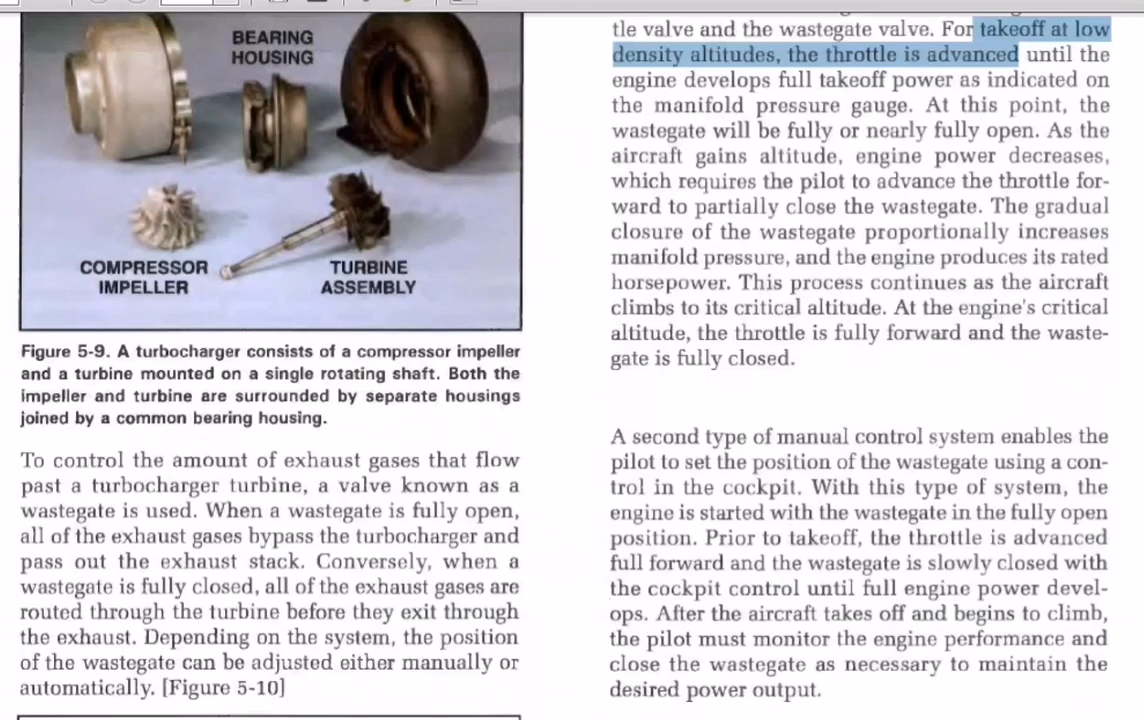 BEARING
HOUSING
COMPRESSOR
IMPELLER
TURBINE
ASSEMBLY
Figure 5-9. A turbocharger consists of a compressor impeller
and a turbine mounted on a single rotating shaft. Both the
impeller and turbine are surrounded by separate housings
joined by a common bearing housing.
To control the amount of exhaust gases that flow
past a turbocharger turbine, a valve known as a
wastegate is used. When a wastegate is fully open,
all of the exhaust gases bypass the turbocharger and
pass out the exhaust stack. Conversely, when a
wastegate is fully closed, all of the exhaust gases are
routed through the turbine before they exit through
the exhaust. Depending on the system, the position
of the wastegate can be adjusted either manually or
automatically. [Figure 5-10]
tle valve and the wastegate valve. For takeoff at low
density altitudes, the throttle is advanced until the
engine develops full takeoff power as indicated on
the manifold pressure gauge. At this point, the
wastegate will be fully or nearly fully open. As the
aircraft gains altitude, engine power decreases,
which requires the pilot to advance the throttle for-
ward to partially close the wastegate. The gradual
closure of the wastegate proportionally increases
manifold pressure, and the engine produces its rated
horsepower. This process continues as the aircraft
climbs to its critical altitude. At the engine's critical
altitude, the throttle is fully forward and the waste-
gate is fully closed.
A second type of manual control system enables the
pilot to set the position of the wastegate using a con-
trol in the cockpit. With this type of system, the
engine is started with the wastegate in the fully open
position. Prior to takeoff, the throttle is advanced
full forward and the wastegate is slowly closed with
the cockpit control until full engine power devel-
ops. After the aircraft takes off and begins to climb,
the pilot must monitor the engine performance and
close the wastegate as necessary to maintain the
desired power output.